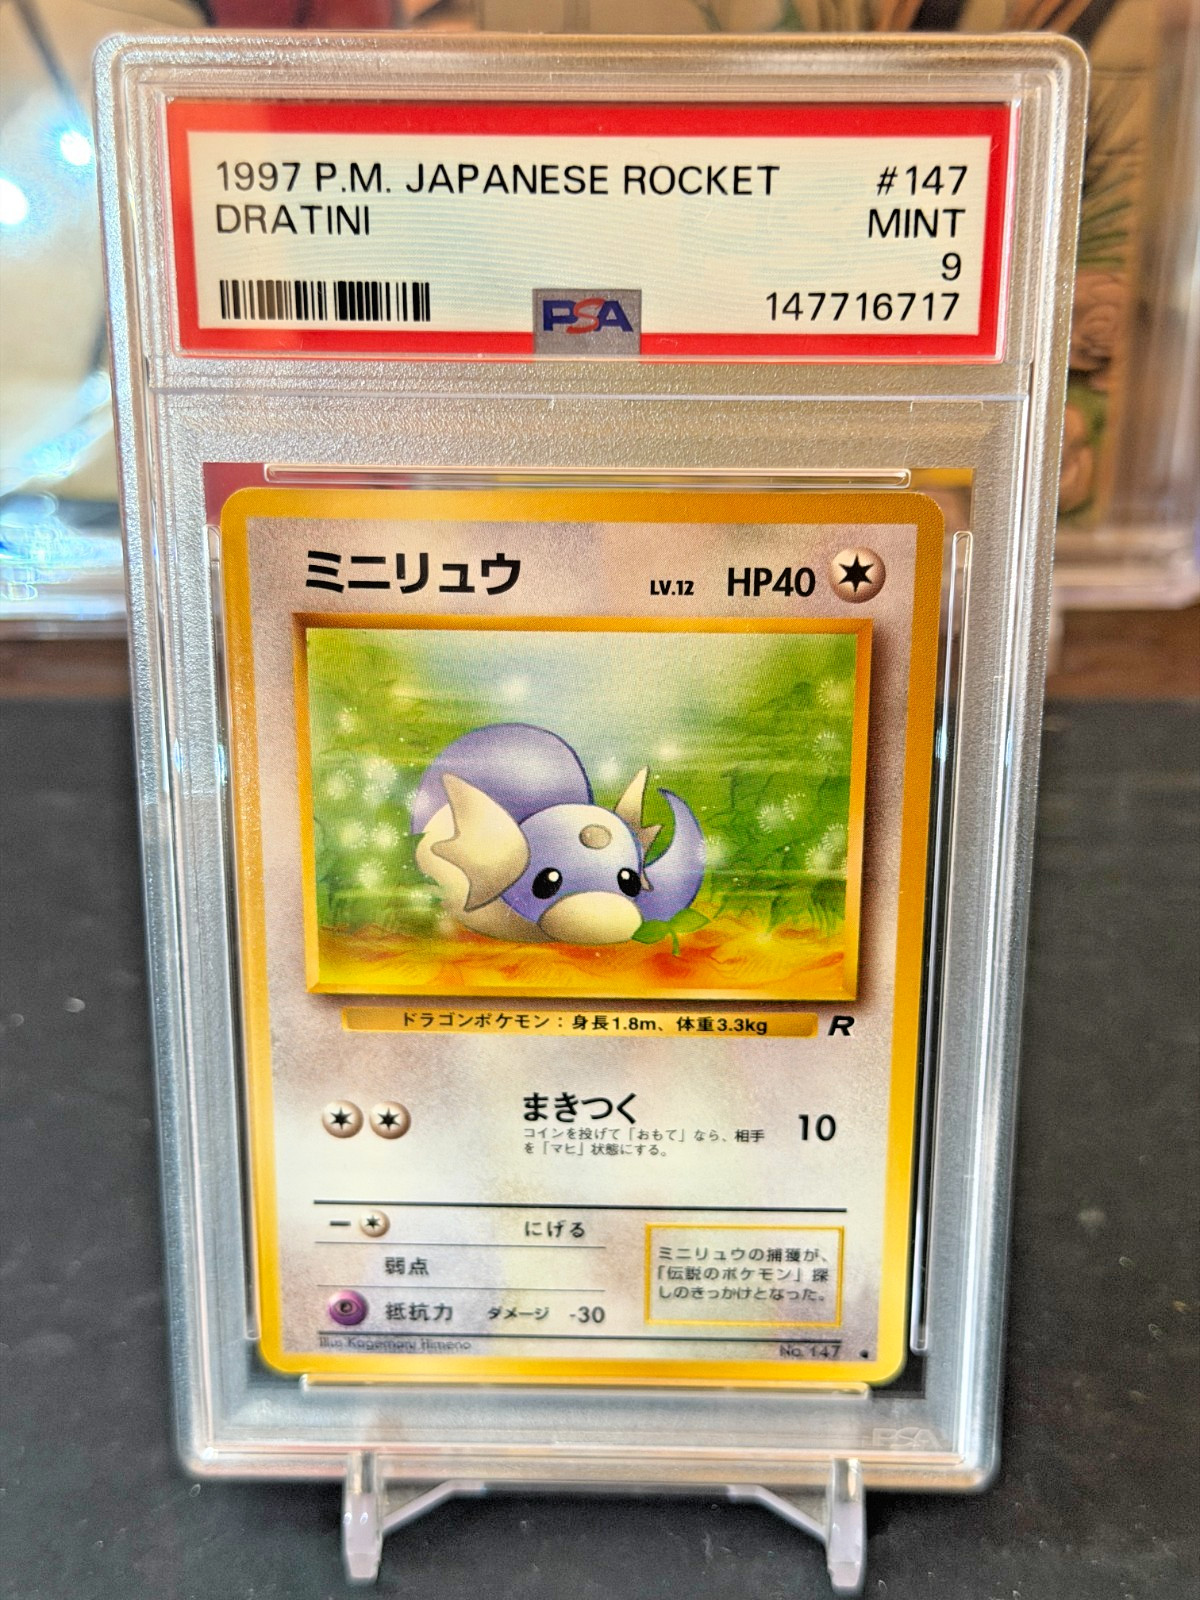 1997 P.M. JAPANESE ROCKET #147
DRATINI MINT
9
PSA 147716717
ミニリュウ LV.12 HP40
ドラゴンポケモン：身長1.8m、体重3.3kg R
まきつく 10
コインを投げて「おもて」なら、相手
を「マヒ」状態にする。
ー にげる
弱点
抵抗力 ダメージ -30
ミニリュウの捕獲が、
「伝説のポケモン」探
しのきっかけとなった。
Illus. Kagemaru Himeno No. 147
PSA